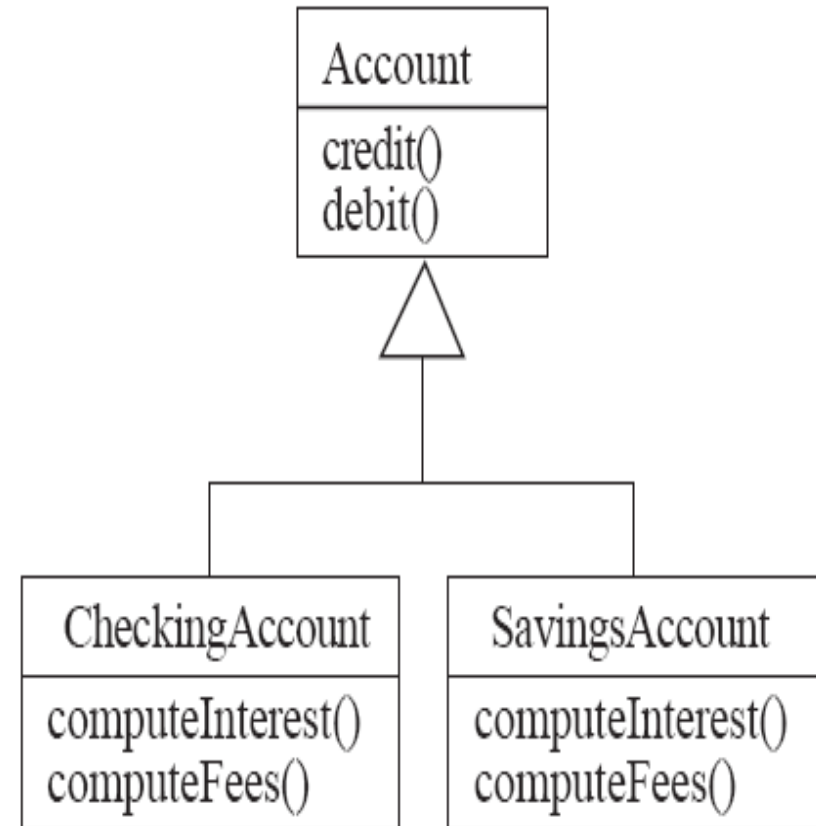 Account
credit()
debit()
CheckingAccount
computeInterest()
computeFees()
SavingsAccount
computeInterest()
computeFees()